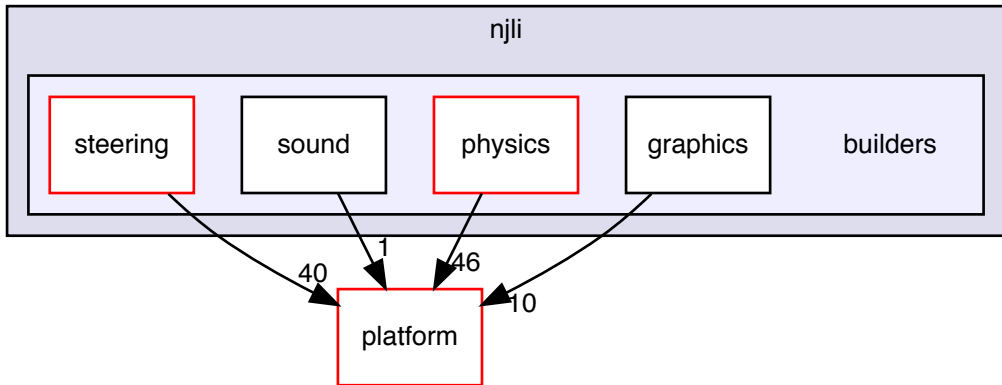 njli
steering
sound
physics
graphics
builders
40
1
46
10
platform